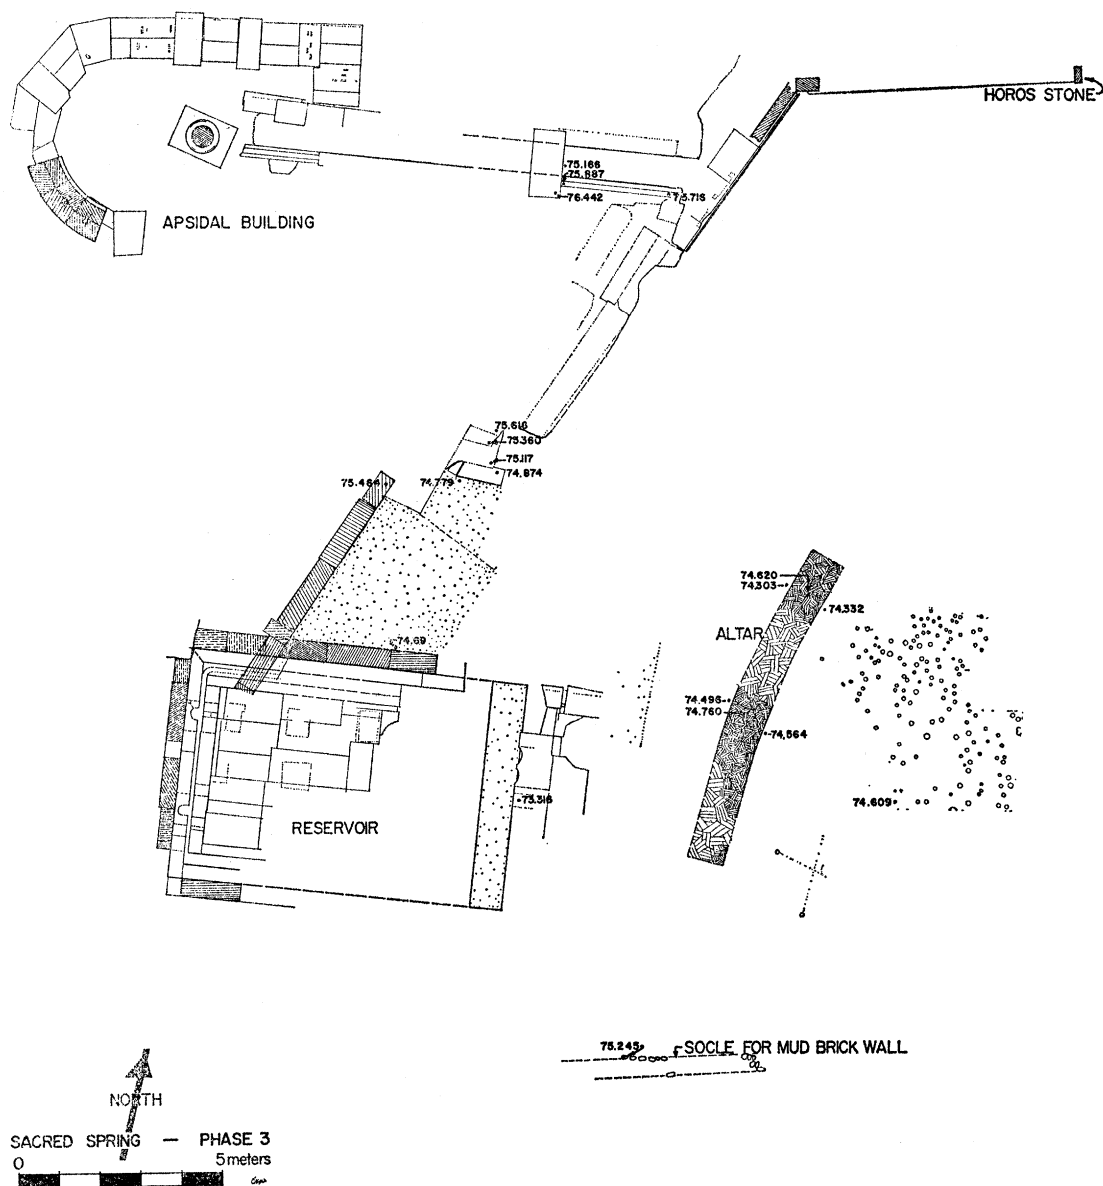 HOROS STONE
75.166
75.887
76.442
75.716
APSIDAL BUILDING
75.616
75.360
75.117
74.874
75.464
74.779
74.620
74.303
74.332
ALTAR
74.69
74.496
74.760
74.564
75.316
74.609
RESERVOIR
75.245
SOCLE FOR MUD BRICK WALL
NORTH
SACRED SPRING — PHASE 3
0 5 meters